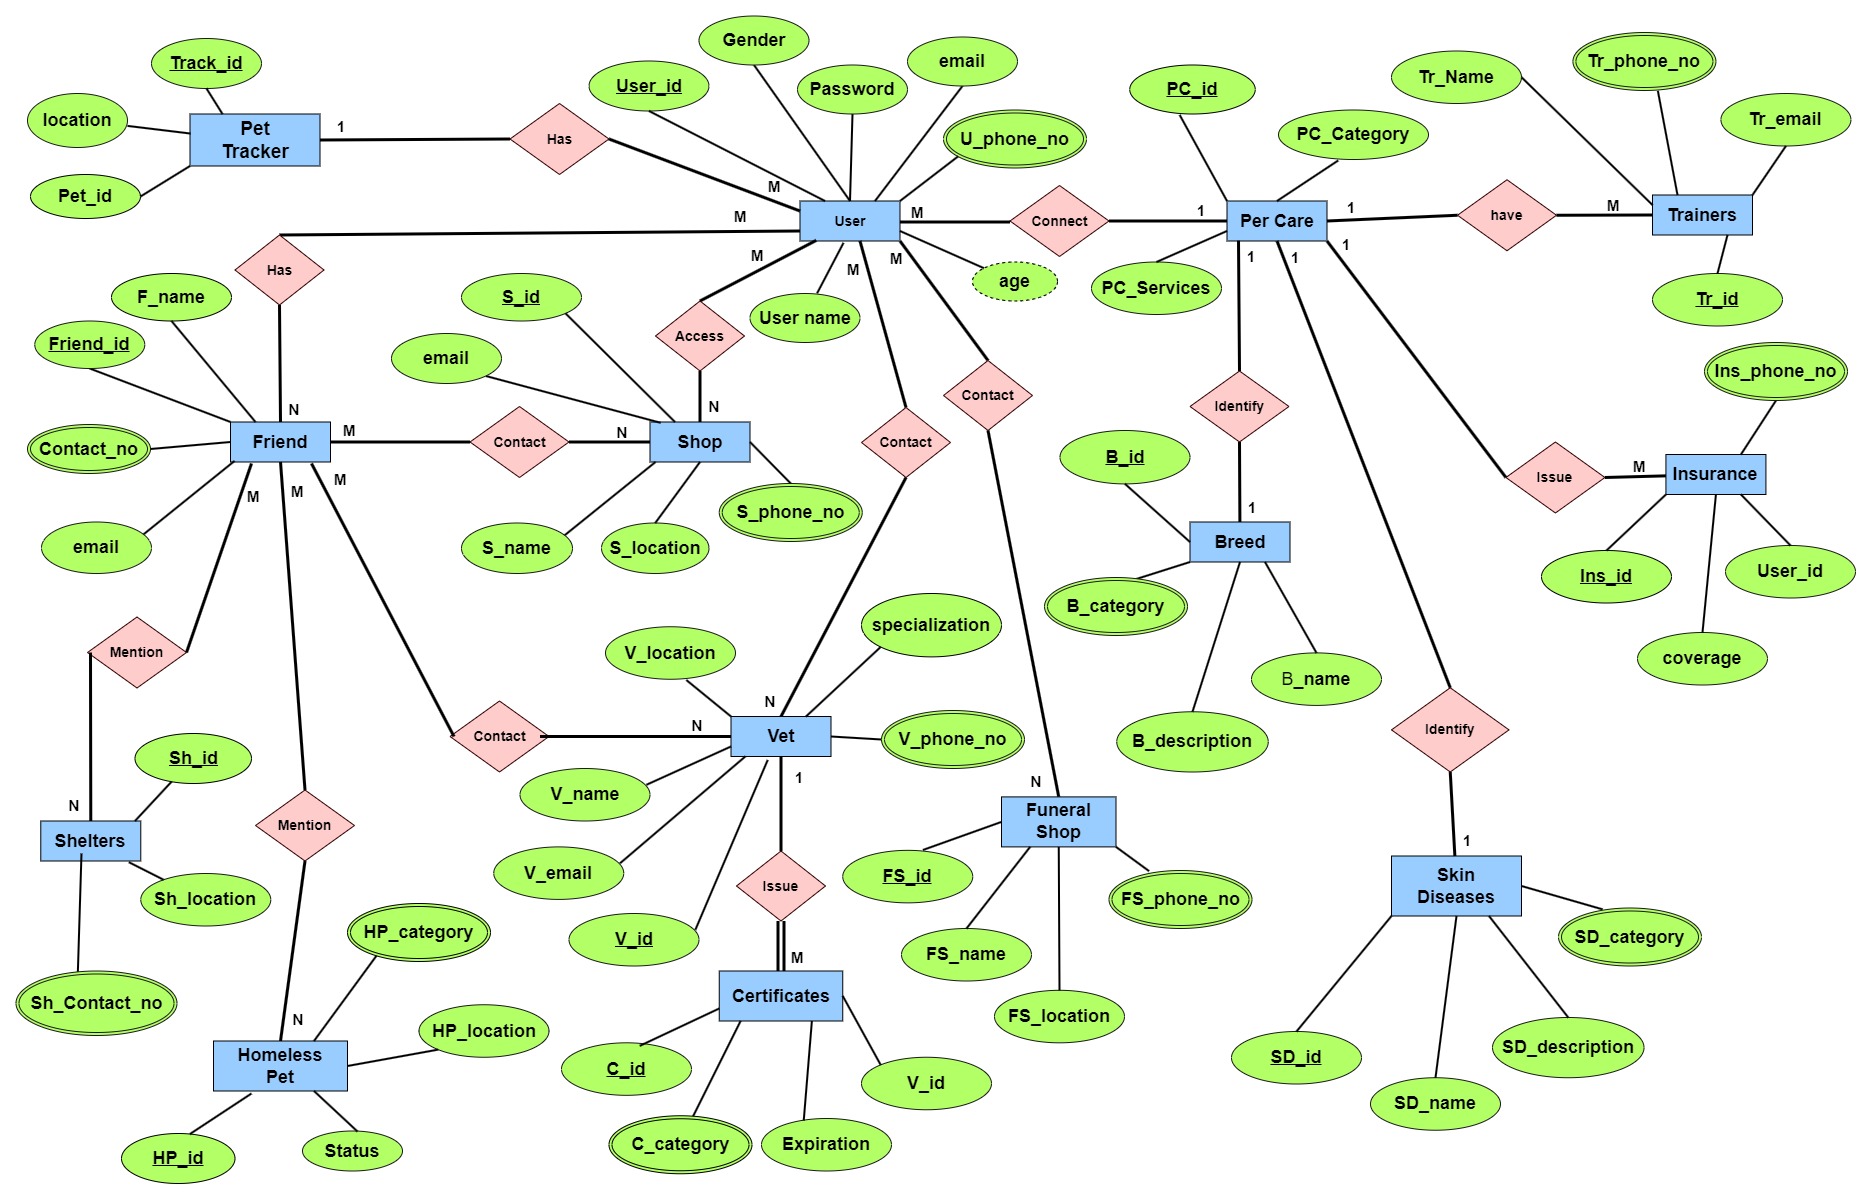 Gender
Track_id
email
Tr_phone_no
Tr_Name
User_id
Password
PC_id
location
Pet
Tracker
1
Has
U_phone_no
PC_Category
Tr_email
Pet_id
M
M
User
M
Connect
1
Per Care
1
have
M
Trainers
Has
M
M
M
1
1
1
age
PC_Services
Tr_id
F_name
S_id
User name
Friend_id
email
Access
Ins_phone_no
Contact
N
N
Identify
Friend
M
Contact
N
Shop
Contact
Contact_no
B_id
Issue
M
Insurance
M
M
M
S_phone_no
1
email
S_name
S_location
Breed
Ins_id
User_id
B_category
specialization
Mention
V_location
coverage
B_name
N
Contact
N
Vet
V_phone_no
B_description
Identify
Sh_id
1
N
V_name
N
Shelters
Mention
Funeral
Shop
1
V_email
FS_id
Issue
Skin
Diseases
Sh_location
FS_phone_no
HP_category
V_id
SD_category
FS_name
M
Sh_Contact_no
Certificates
N
HP_location
FS_location
Homeless
Pet
C_id
V_id
SD_id
SD_description
SD_name
HP_id
Status
C_category
Expiration